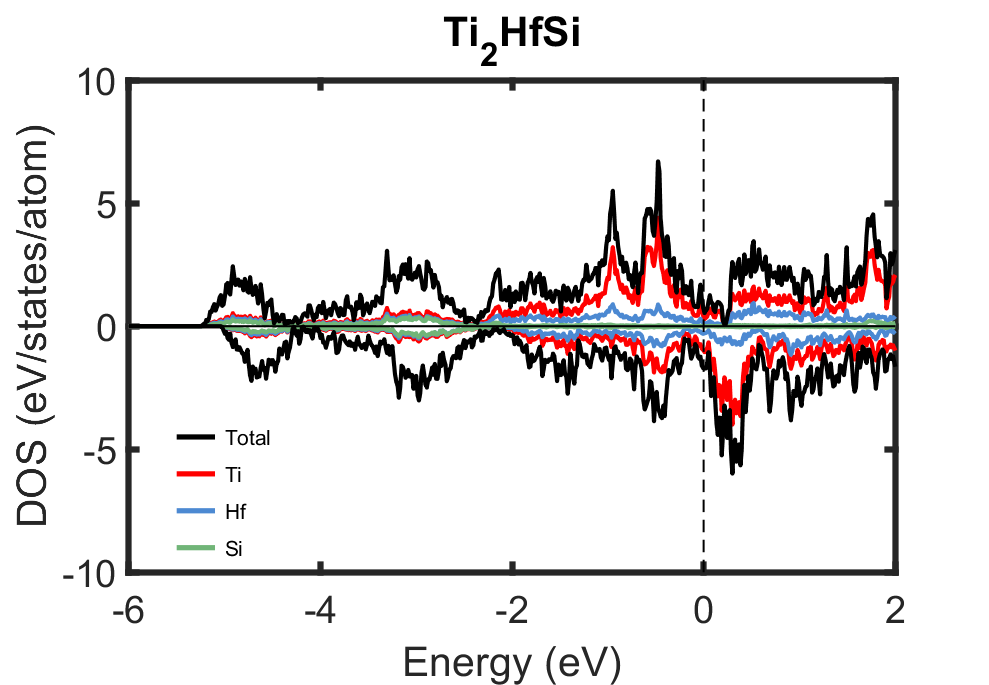 Ti2HfSi
10
5
0
-5
-10
DOS (eV/states/atom)
Total
Ti
Hf
Si
-6 -4 -2 0 2
Energy (eV)